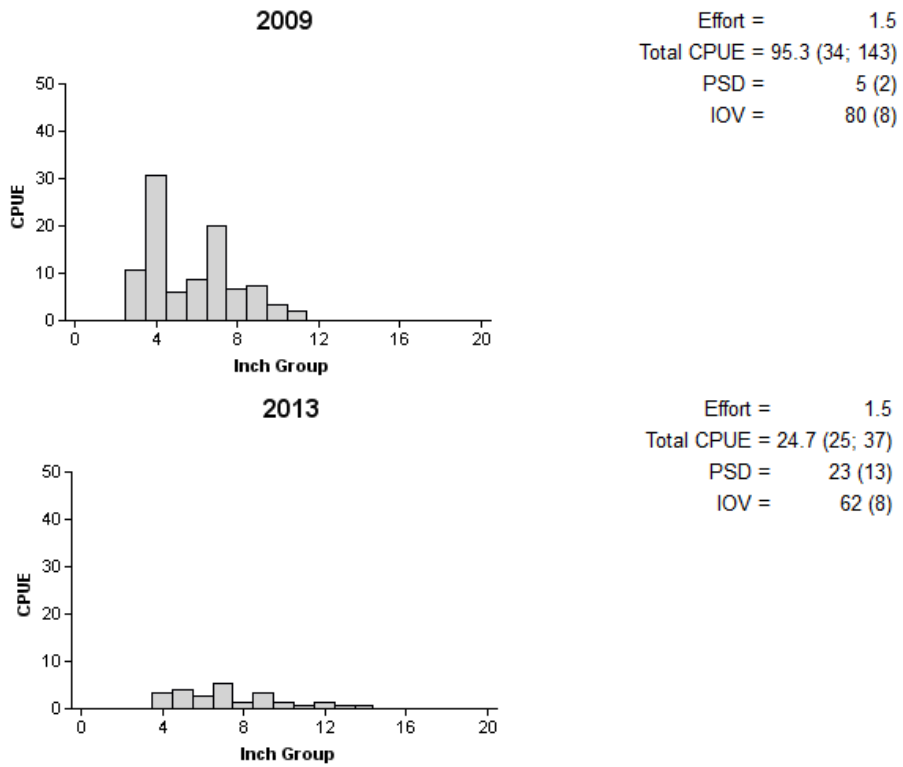 2009
Effort = 1.5
Total CPUE = 95.3 (34; 143)
PSD = 5 (2)
IOV = 80 (8)
50
40
30
20
10
0
CPUE
0 4 8 12 16 20
Inch Group
2013
Effort = 1.5
Total CPUE = 24.7 (25; 37)
PSD = 23 (13)
IOV = 62 (8)
50
40
30
20
10
0
CPUE
0 4 8 12 16 20
Inch Group